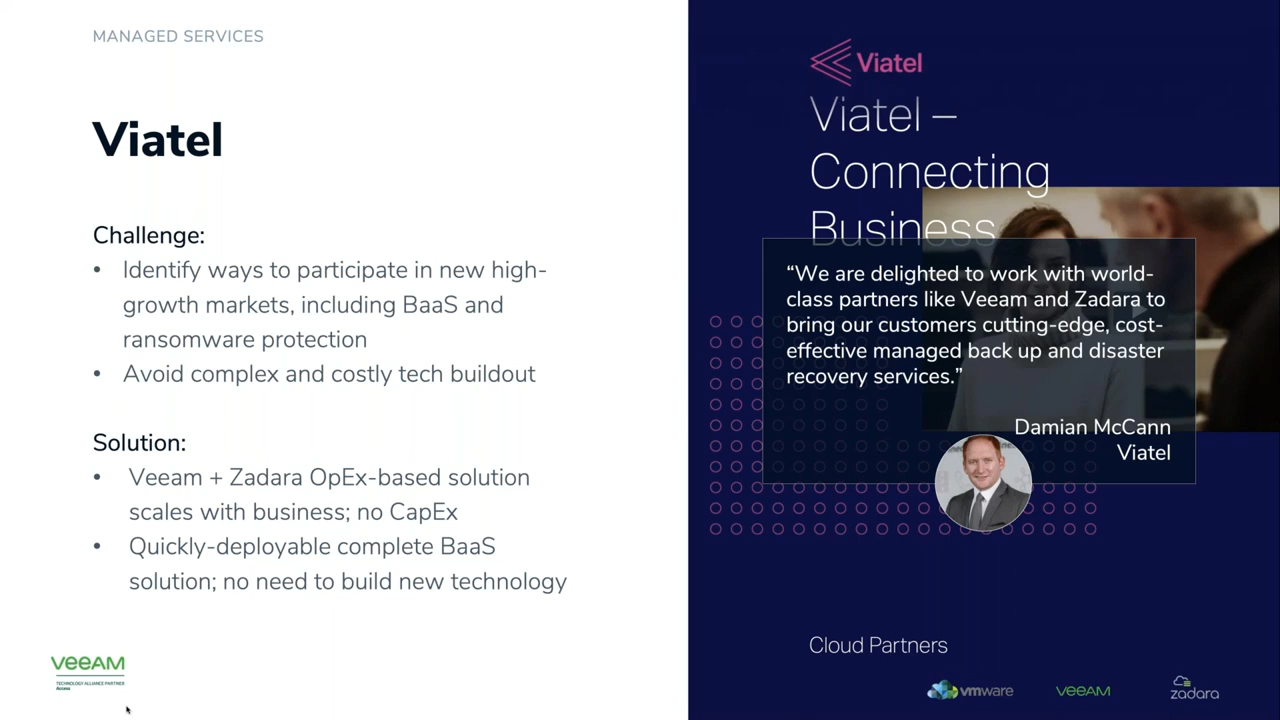 MANAGED SERVICES
Viatel
Challenge:
• Identify ways to participate in new high-
growth markets, including BaaS and
ransomware protection
• Avoid complex and costly tech buildout
Solution:
• Veeam + Zadara OpEx-based solution
scales with business; no CapEx
• Quickly-deployable complete BaaS
solution; no need to build new technology
veeAM
TECHNOLOGY ALLIANCE PARTNER
Access
Viatel
Viatel –
Connecting
Business
“We are delighted to work with world-
class partners like Veeam and Zadara to
bring our customers cutting-edge, cost-
effective managed back up and disaster
recovery services.”
Damian McCann
Viatel
Cloud Partners
vmware
veeAM
zadara